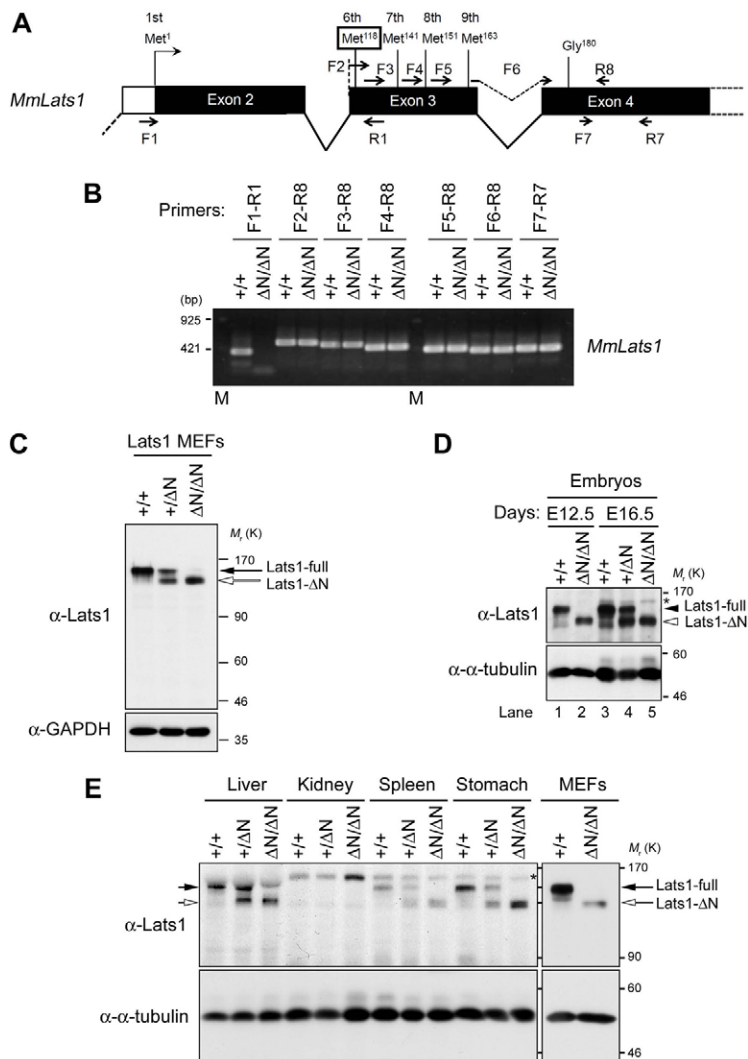 A
1st
6th
7th
8th
9th
Met¹
Met¹¹⁸
Met¹⁴¹
Met¹⁵¹
Met¹⁶³
Gly¹⁸⁰
F2
F3
F4
F5
F6
R8
MmLats1
Exon 2
Exon 3
Exon 4
F1
R1
F7
R7
B
Primers:
F1-R1
F2-R8
F3-R8
F4-R8
F5-R8
F6-R8
F7-R7
+/+
ΔN/ΔN
+/+
ΔN/ΔN
+/+
ΔN/ΔN
+/+
ΔN/ΔN
+/+
ΔN/ΔN
+/+
ΔN/ΔN
+/+
ΔN/ΔN
(bp)
925
421
MmLats1
M
M
C
Lats1 MEFs
+/+
+/ΔN
ΔN/ΔN
Mr (K)
170
Lats1-full
Lats1-ΔN
α-Lats1
90
60
46
α-GAPDH
35
D
Embryos
Days: E12.5 E16.5
+/+
ΔN/ΔN
+/+
+/ΔN
ΔN/ΔN
Mr (K)
170
*
α-Lats1
Lats1-full
Lats1-ΔN
60
α-α-tubulin
46
Lane 1 2 3 4 5
E
Liver Kidney Spleen Stomach MEFs
+/+
+/ΔN
ΔN/ΔN
+/+
+/ΔN
ΔN/ΔN
+/+
+/ΔN
ΔN/ΔN
+/+
+/ΔN
ΔN/ΔN
+/+
ΔN/ΔN
Mr (K)
170
*
Lats1-full
Lats1-ΔN
α-Lats1
90
60
α-α-tubulin
46